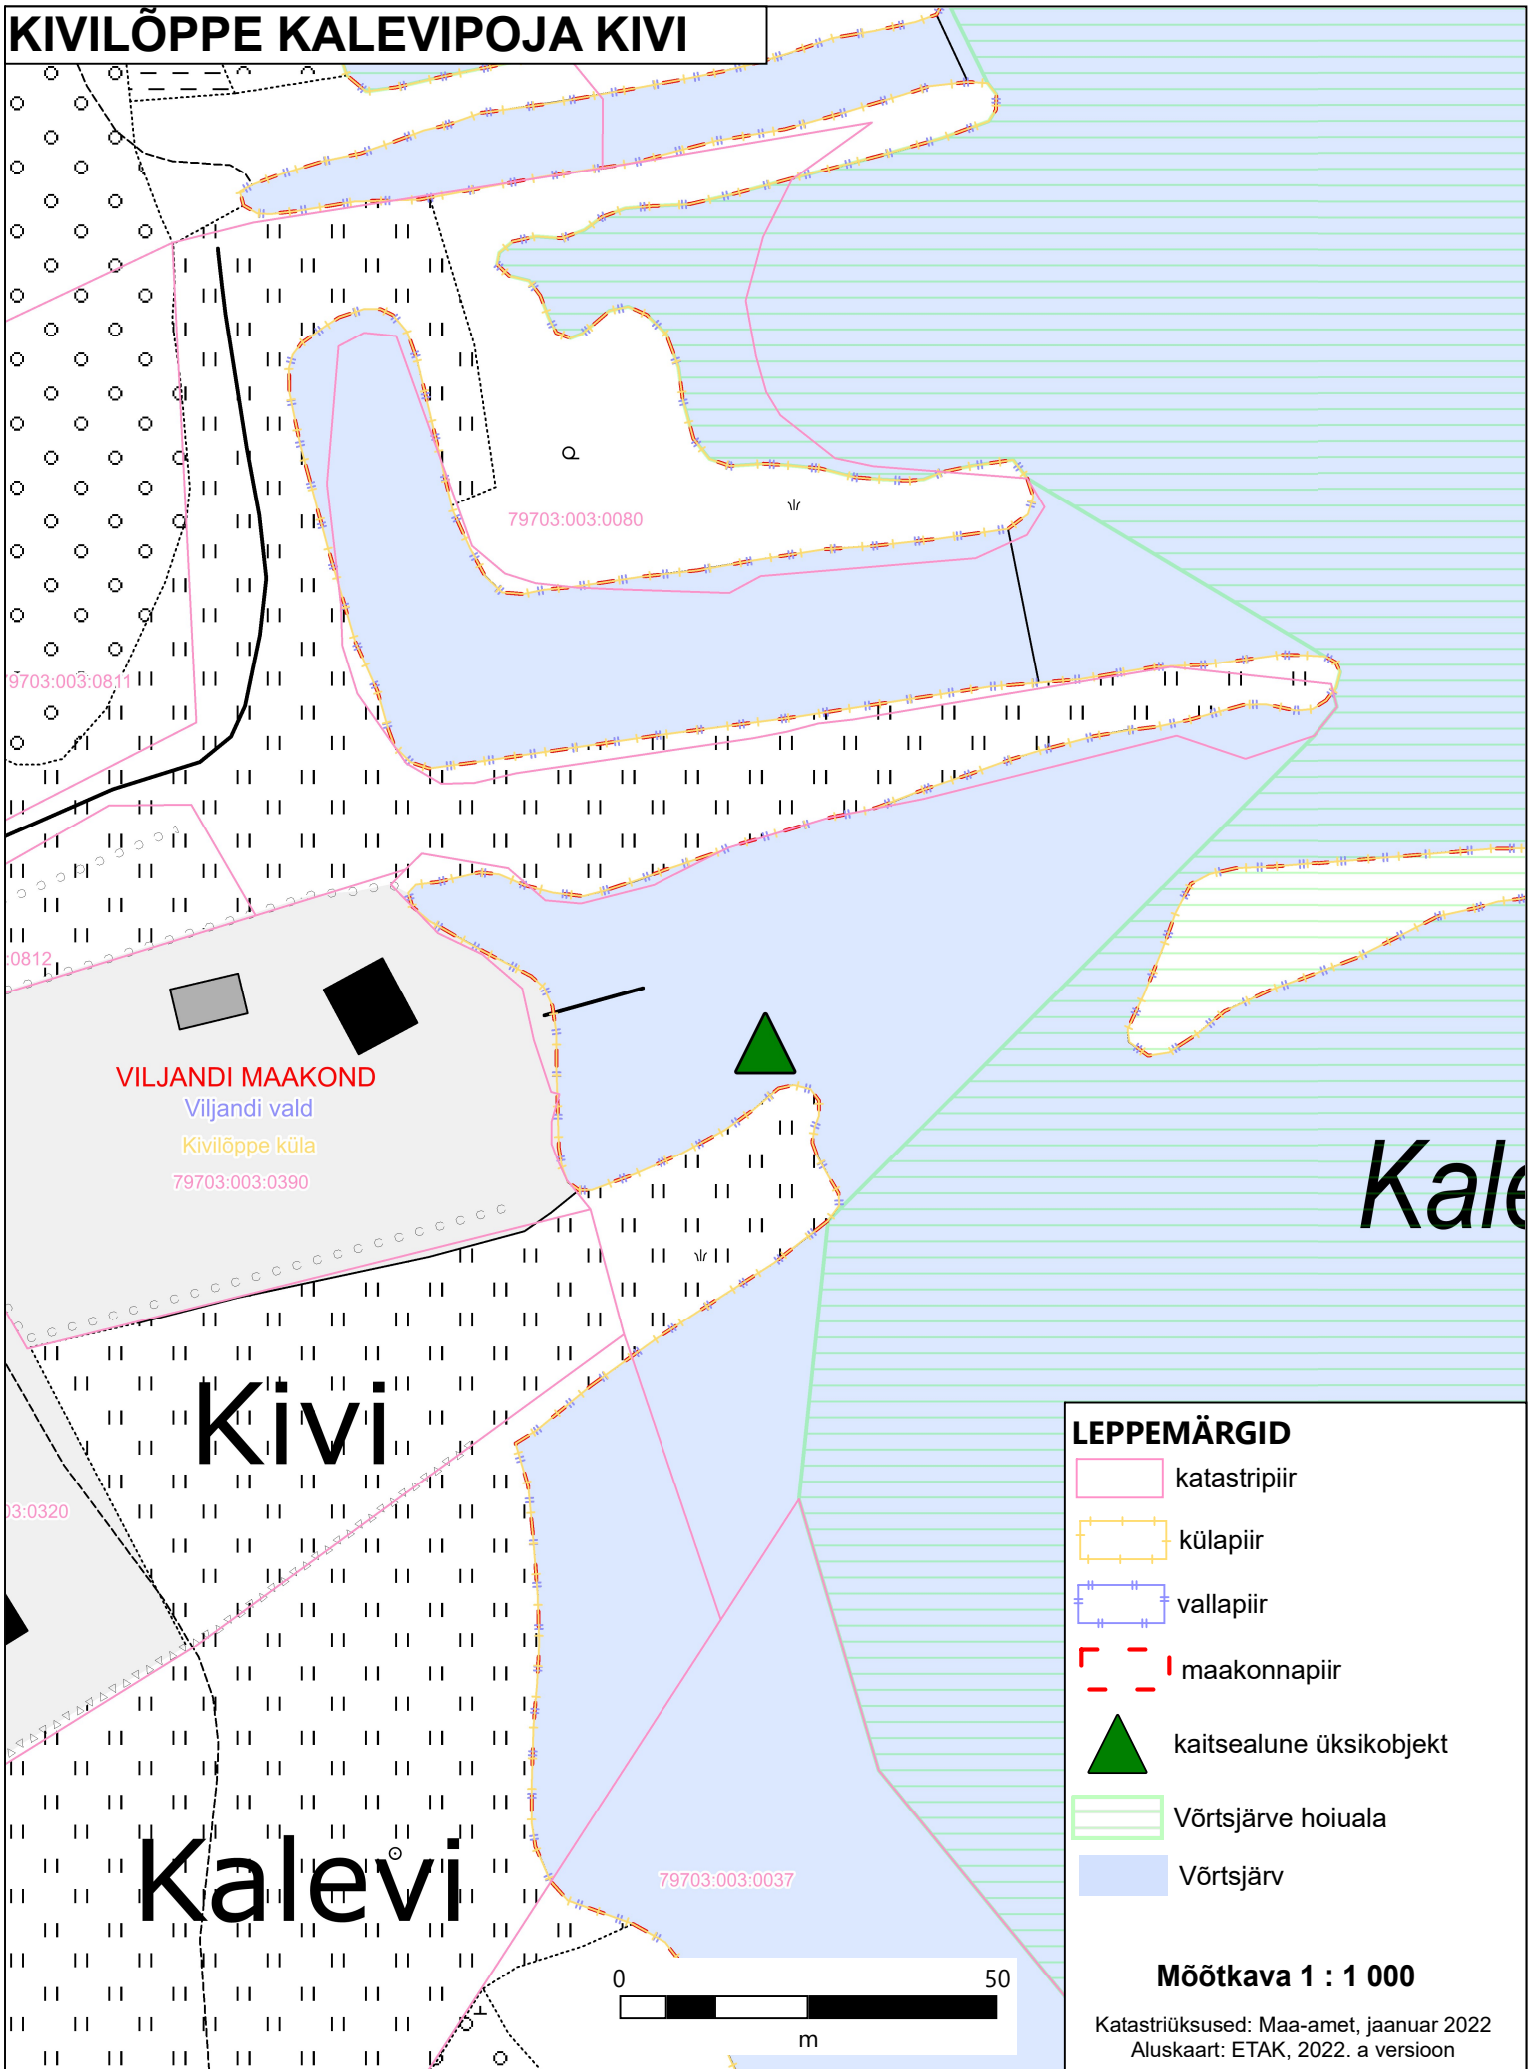 KIVILÕPPE KALEVIPOJA KIVI
79703:003:0080
79703:003:0811
:0812
VILJANDI MAAKOND
Viljandi vald
Kivilõppe küla
79703:003:0390
Kale
Kivi
03:0320
Kalevi
79703:003:0037
0 50
m
LEPPEMÄRGID
katastripiir
külapiir
vallapiir
maakonnapiir
kaitsealune üksikobjekt
Võrtsjärve hoiuala
Võrtsjärv
Mõõtkava 1 : 1 000
Katastriüksused: Maa-amet, jaanuar 2022
Aluskaart: ETAK, 2022. a versioon